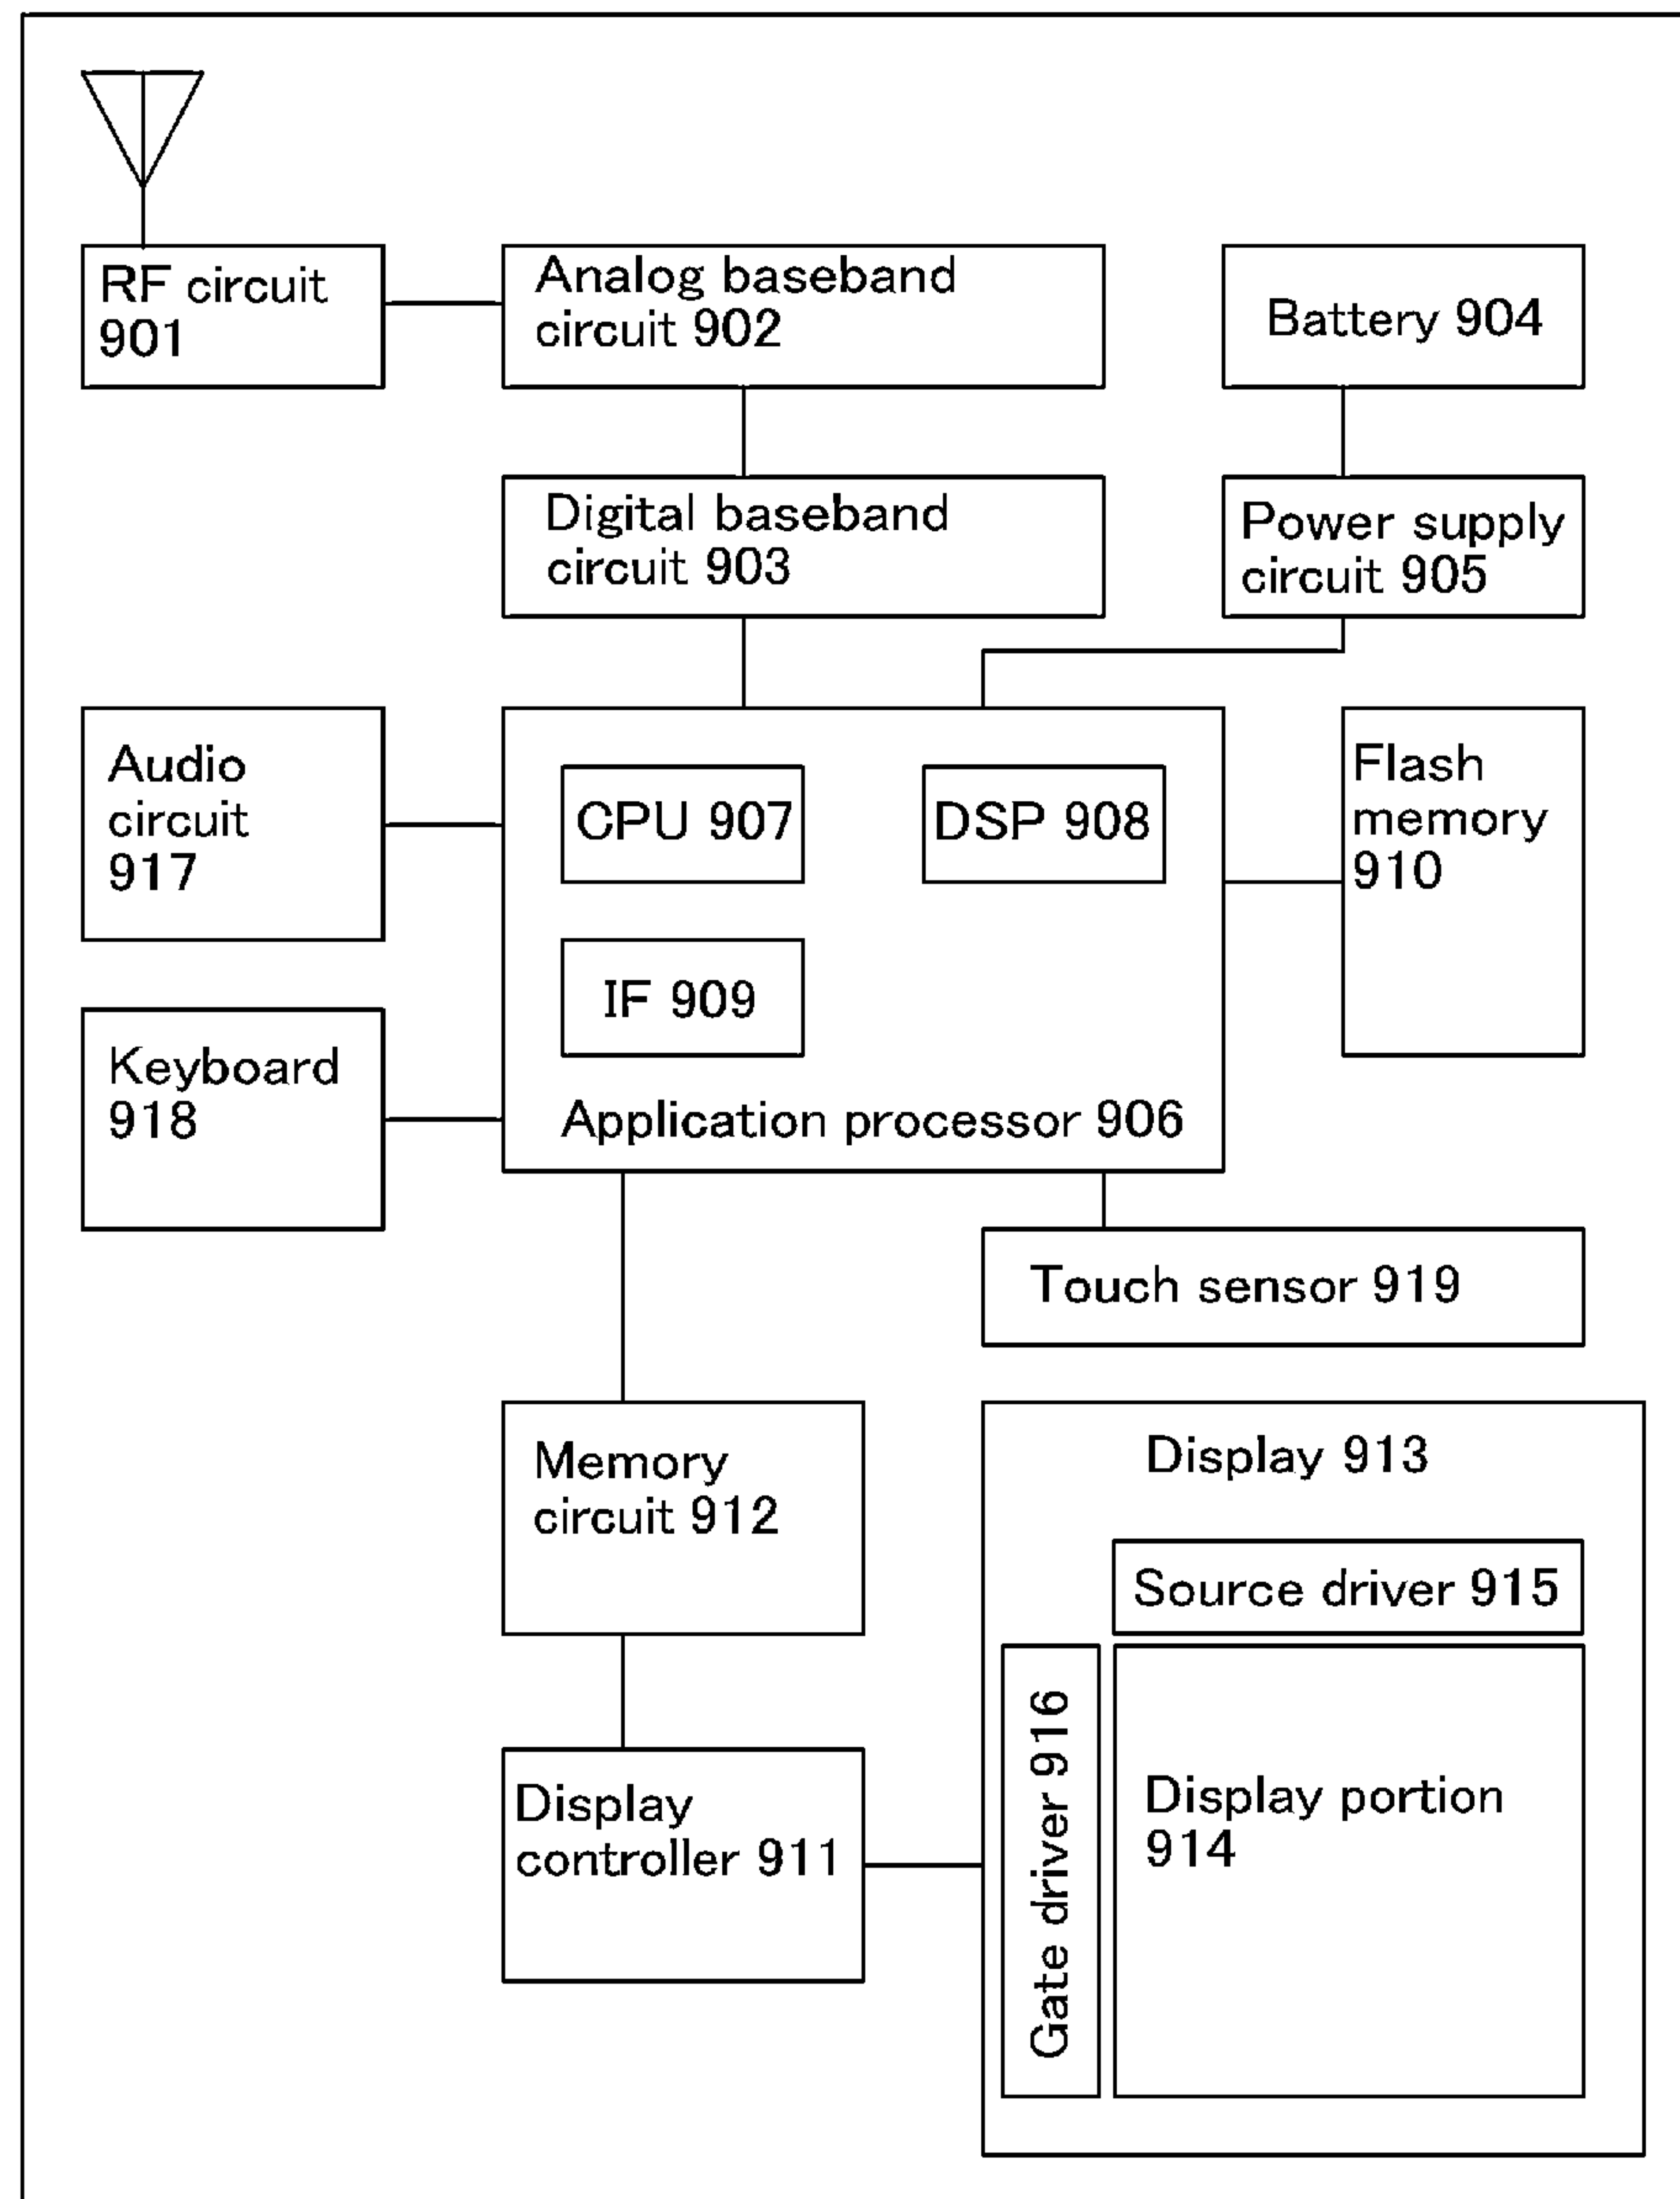 RF circuit
901
Analog baseband
circuit 902
Battery 904
Digital baseband
circuit 903
Power supply
circuit 905
Audio
circuit
917
CPU 907
DSP 908
Flash
memory
910
IF 909
Keyboard
918
Application processor 906
Touch sensor 919
Memory
circuit 912
Display 913
Source driver 915
Gate driver 916
Display portion
914
Display
controller 911